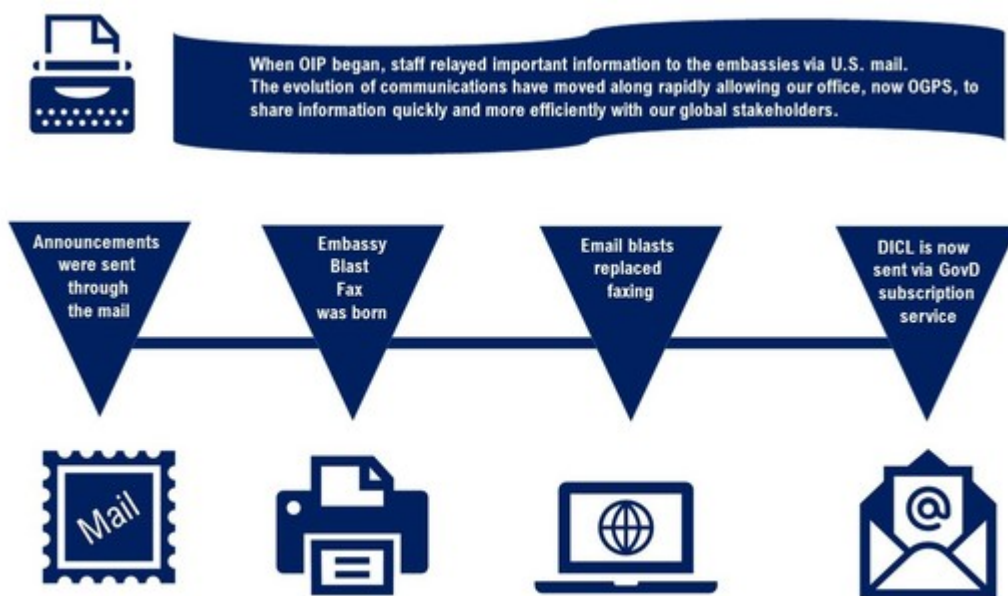 When OIP began, staff relayed important information to the embassies via U.S. mail.
The evolution of communications have moved along rapidly allowing our office, now OGPS, to
share information quickly and more efficiently with our global stakeholders.
Announcements
were sent
through
the mail
Embassy
Blast
Fax
was born
Email blasts
replaced
faxing
DICL is now
sent via GovD
subscription
service
Mail
@